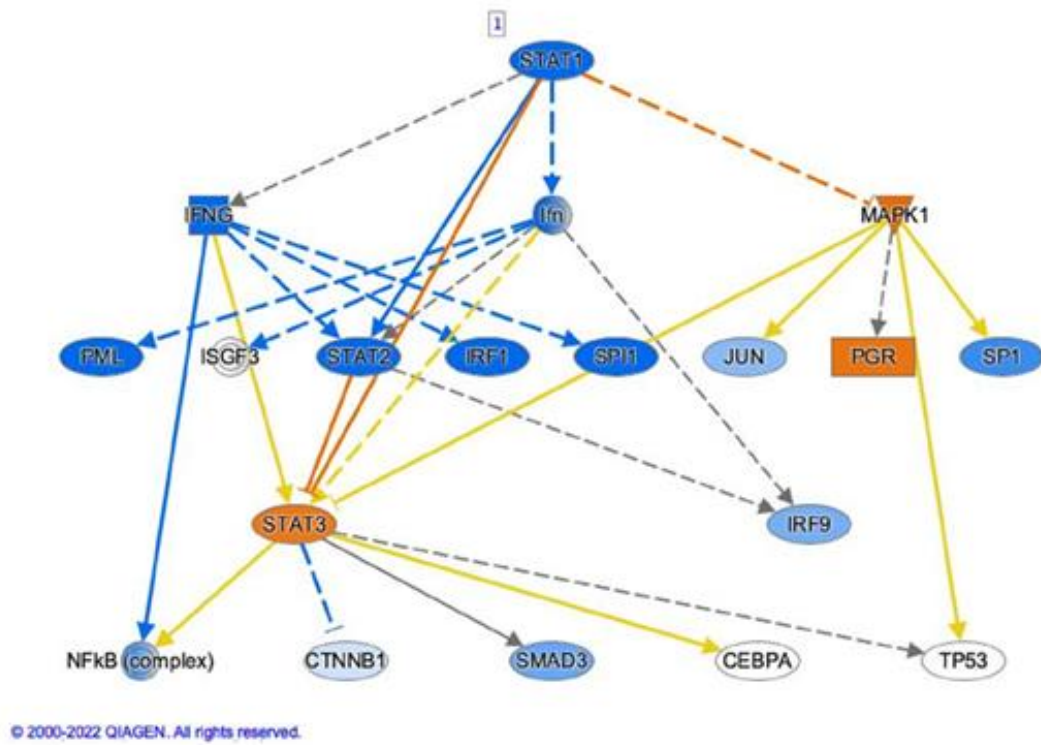 1
STAT1
IFNG
Ifn
MAPK1
PML
ISGF3
STAT2
IRF1
SPI1
JUN
PGR
SP1
STAT3
IRF9
NFkB (complex)
CTNNB1
SMAD3
CEBPA
TP53
© 2000-2022 QIAGEN. All rights reserved.